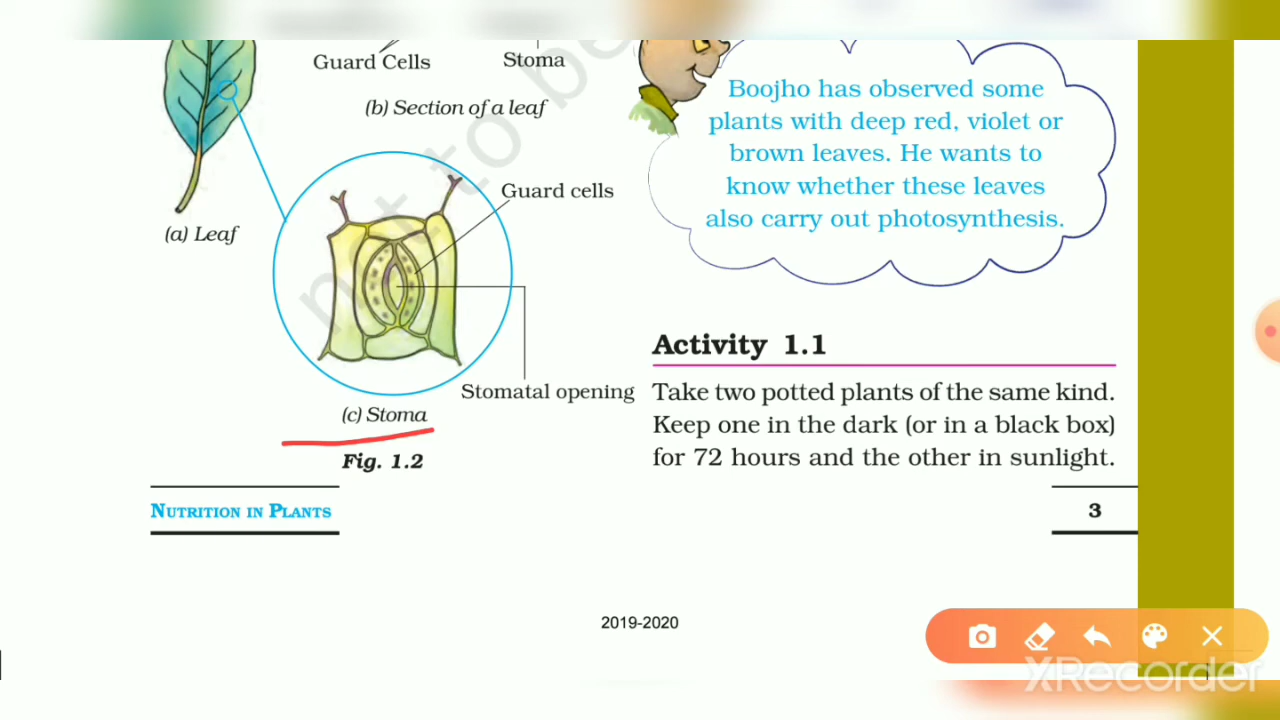 Guard Cells
Stoma
(b) Section of a leaf
Guard cells
(a) Leaf
Stomatal opening
(c) Stoma
Fig. 1.2
not to be
Boojho has observed some
plants with deep red, violet or
brown leaves. He wants to
know whether these leaves
also carry out photosynthesis.
Activity 1.1
Take two potted plants of the same kind.
Keep one in the dark (or in a black box)
for 72 hours and the other in sunlight.
NUTRITION IN PLANTS
3
2019-2020
XRecorder